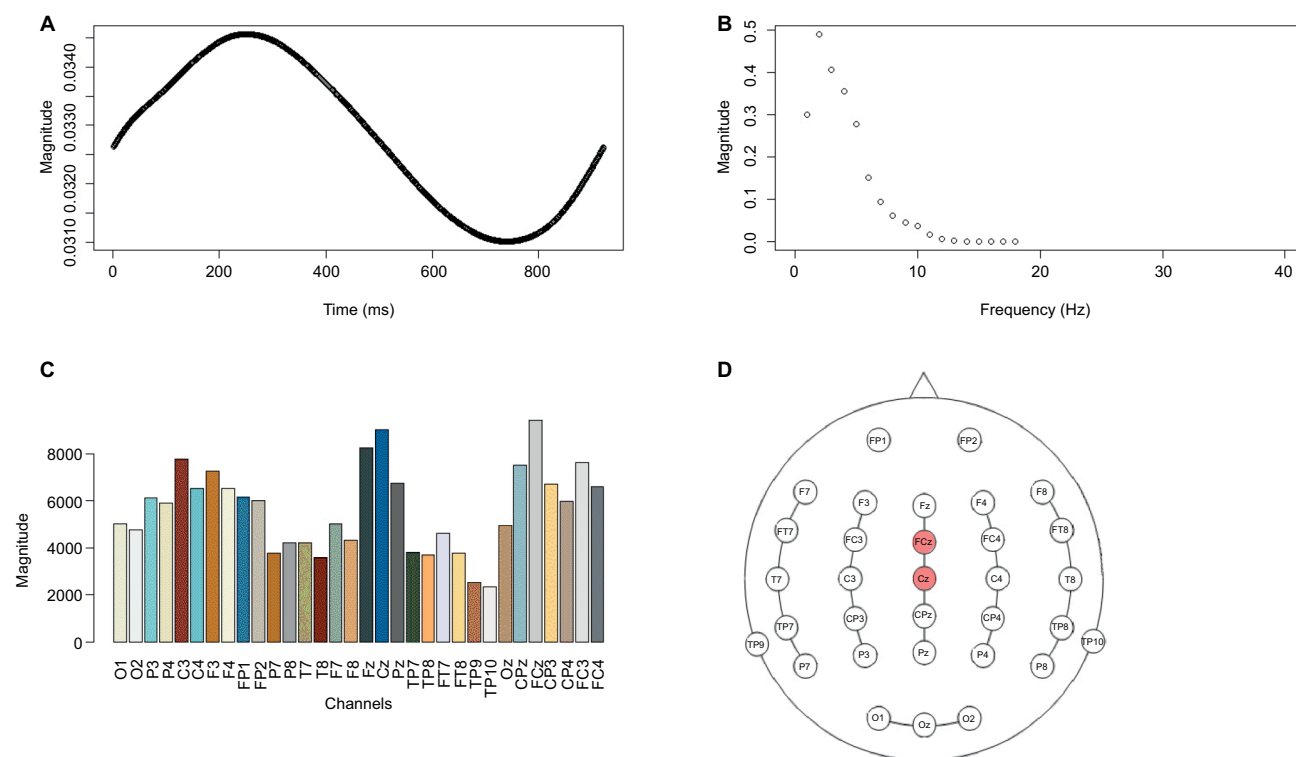 A
Magnitude
0.0310 0.0320 0.0330 0.0340
0 200 400 600 800
Time (ms)
B
Magnitude
0.0 0.1 0.2 0.3 0.4 0.5
0 10 20 30 40
Frequency (Hz)
C
Magnitude
8000
6000
4000
2000
0
O1 O2 P3 P4 C3 C4 F3 F4 FP1 FP2 P7 P8 T7 T8 F7 F8 Fz Cz Pz TP7 TP8 FT7 FT8 TP9 TP10 Oz CPz FCz CP3 CP4 FC3 FC4
Channels
D
FP1 FP2
F7 F3 Fz F4 F8
FT7 FC3 FCz FC4 FT8
T7 C3 Cz C4 T8
TP9 TP7 CP3 CPz CP4 TP8 TP10
P7 P3 Pz P4 P8
O1 Oz O2